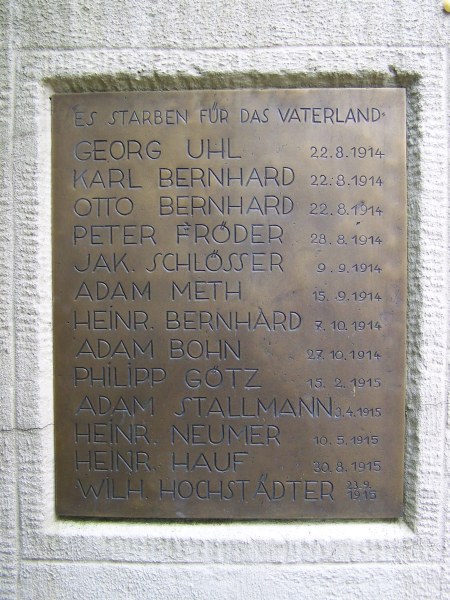 ES STARBEN FÜR DAS VATERLAND·
GEORG UHL 22.8.1914
KARL BERNHARD 22.8.1914
OTTO BERNHARD 22.8.1914
PETER FRÖDER 28.8.1914
JAK. SCHLÖSSER 9.9.1914
ADAM METH 15.9.1914
HEINR. BERNHARD 7.10.1914
ADAM BOHN 27.10.1914
PHILIPP GÖTZ 15.2.1915
ADAM STALLMANN 3.4.1915
HEINR. NEUMER 10.5.1915
HEINR. HAUF 30.8.1915
WILH. HOCHSTÄDTER 23.9.1915